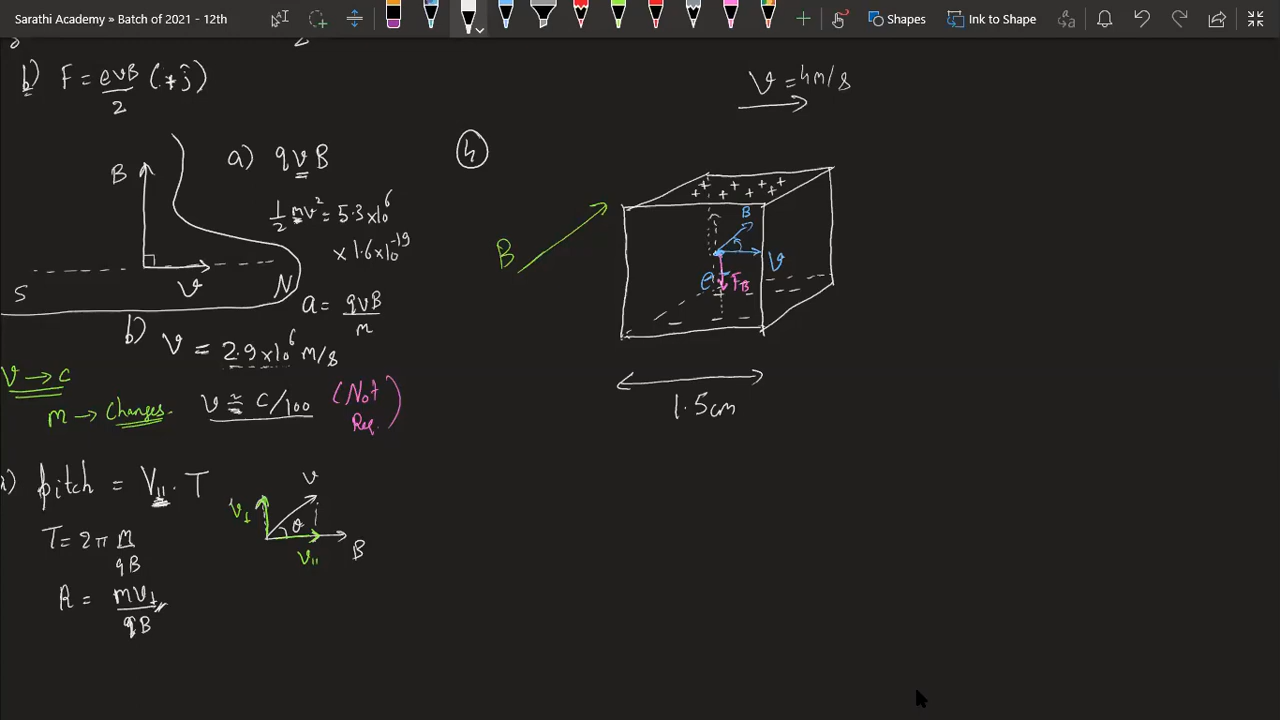 Sarathi Academy » Batch of 2021 - 12th
Shapes
Ink to Shape
2
b) F = evB/2 (+ĵ)
V = 4m/s
a) qvB
4
B
½mv² = 5.3×10⁶
× 1.6×10⁻¹⁹
+ + + + + + + +
B
B
V
e⁻ F_B
S
V
N
a = qvB/m
b) V = 2.9×10⁶ m/s
V → C
m → Changes.
v ≈ C/100
(Not Req.)
1.5cm
pitch = V∥ · T
V
V⊥
θ
T = 2π m/qB
B
V∥
R = mv⊥/qB